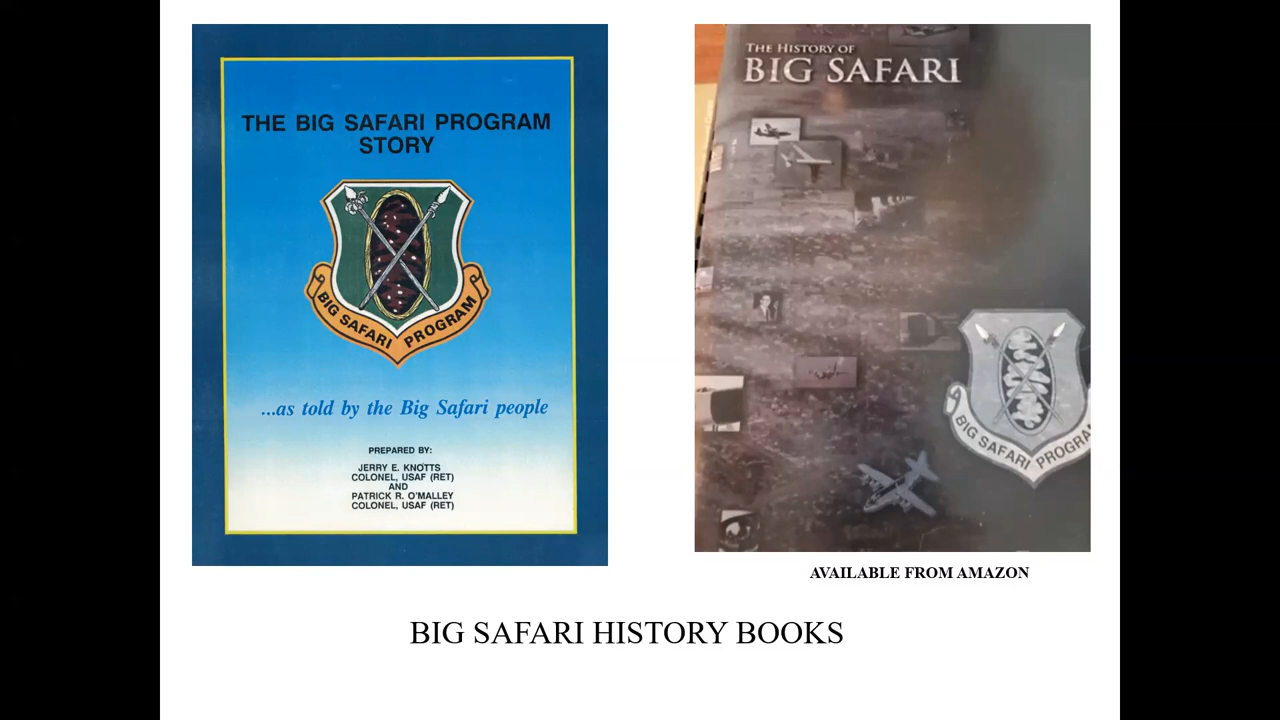 THE BIG SAFARI PROGRAM
STORY
BIG SAFARI PROGRAM
...as told by the Big Safari people
PREPARED BY:
JERRY E. KNOTTS
COLONEL, USAF (RET)
AND
PATRICK R. O'MALLEY
COLONEL, USAF (RET)
THE HISTORY OF
BIG SAFARI
BIG SAFARI PROGRA
AVAILABLE FROM AMAZON
BIG SAFARI HISTORY BOOKS